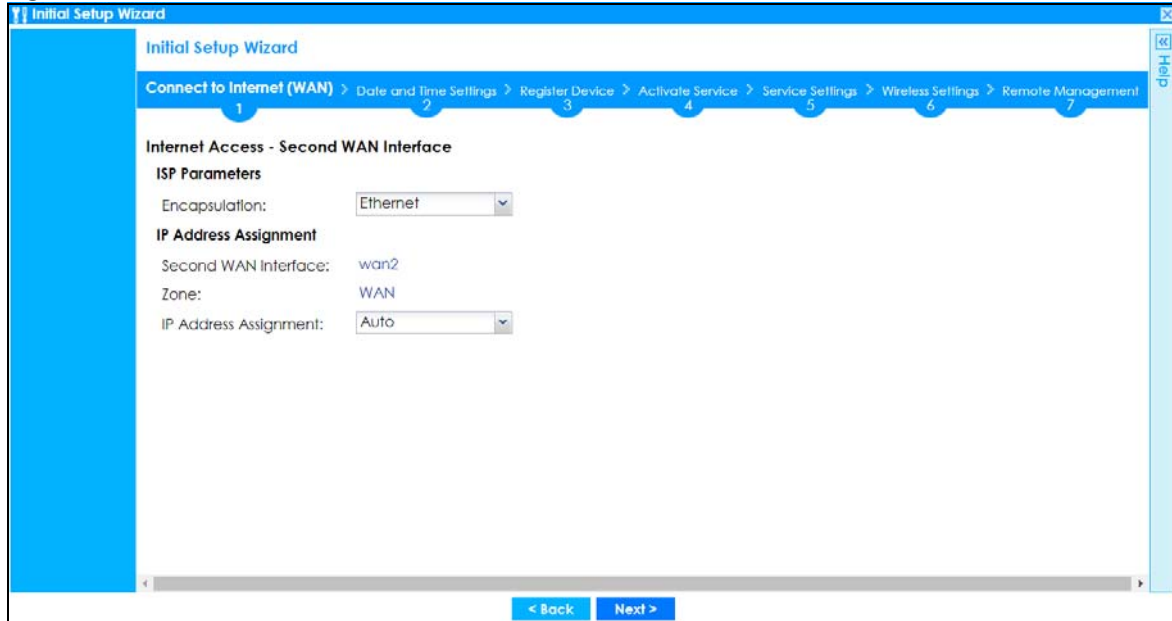 Initial Setup Wizard
Initial Setup Wizard
« Help
Connect to Internet (WAN) > Date and Time Settings > Register Device > Activate Service > Service Settings > Wireless Settings > Remote Management
1 2 3 4 5 6 7
Internet Access - Second WAN Interface
ISP Parameters
Encapsulation: Ethernet
IP Address Assignment
Second WAN Interface: wan2
Zone: WAN
IP Address Assignment: Auto
< Back Next >